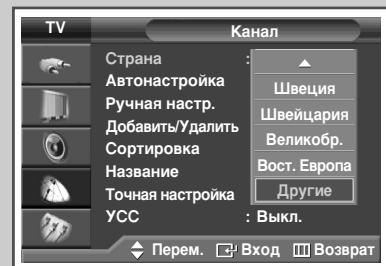 TV
Канал
Страна :
Автонастройка
Ручная настр.
Добавить/Удалить
Сортировка
Название
Точная настройка
УСС : Выкл.
Швеция
Швейцария
Великобр.
Вост. Европа
Другие
Перем. Вход Возврат